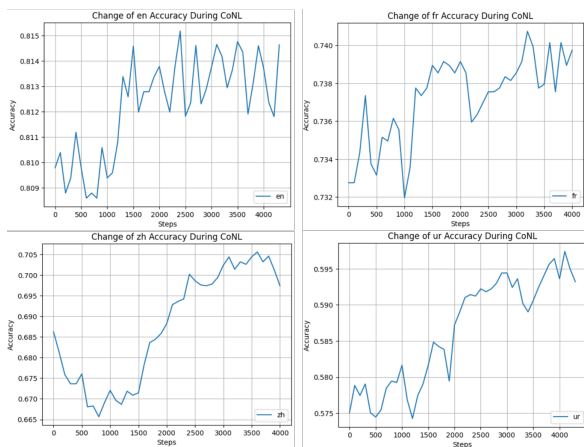 Change of en Accuracy During CoNL
0.815
0.814
0.813
0.812
0.811
0.810
0.809
Accuracy
en
0 500 1000 1500 2000 2500 3000 3500 4000
Steps
Change of fr Accuracy During CoNL
0.740
0.738
0.736
0.734
0.732
Accuracy
fr
0 500 1000 1500 2000 2500 3000 3500 4000
Steps
Change of zh Accuracy During CoNL
0.705
0.700
0.695
0.690
0.685
0.680
0.675
0.670
0.665
Accuracy
zh
0 500 1000 1500 2000 2500 3000 3500 4000
Steps
Change of ur Accuracy During CoNL
0.595
0.590
0.585
0.580
0.575
Accuracy
ur
0 500 1000 1500 2000 2500 3000 3500 4000
Steps